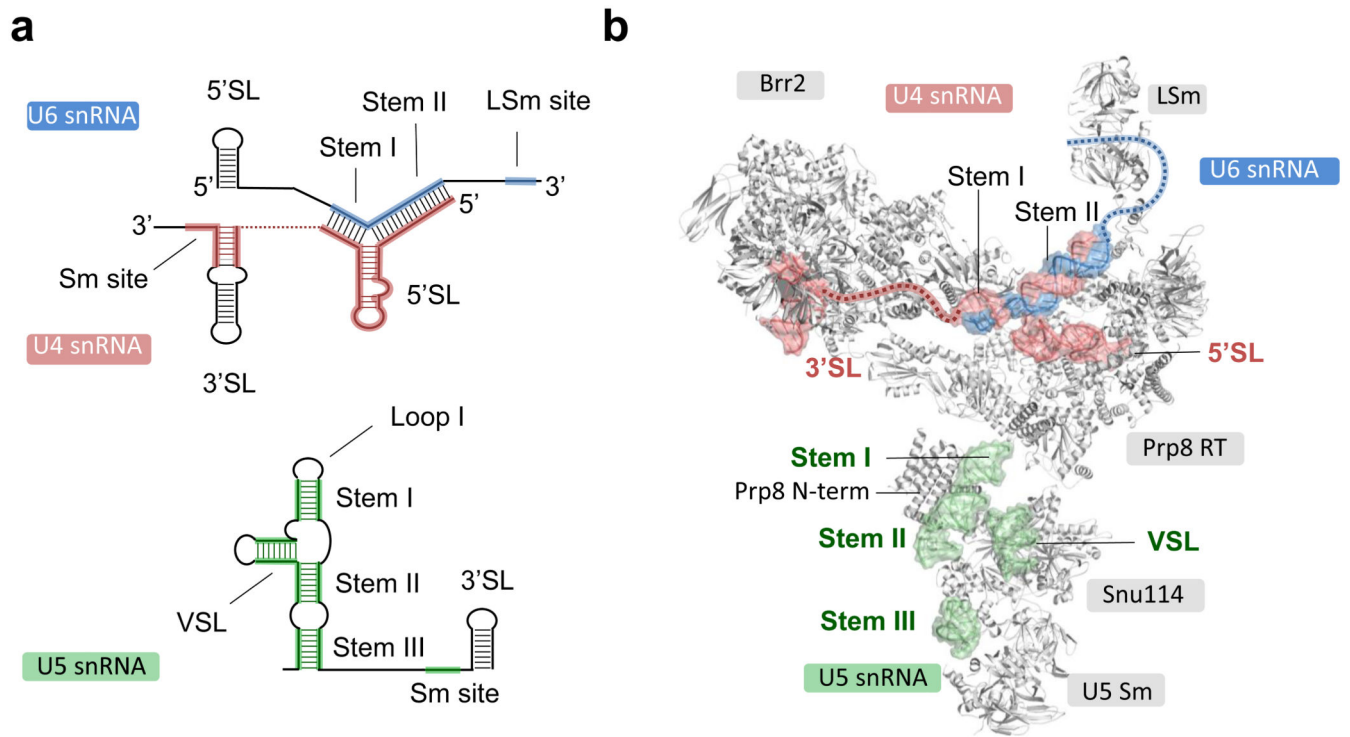 a
5’SL
U6 snRNA
Stem II
LSm site
Stem I
5’
3’
5’
3’
Sm site
5’SL
U4 snRNA
3’SL
Loop I
Stem I
Stem II
3’SL
VSL
Stem III
U5 snRNA
Sm site
b
Brr2
U4 snRNA
LSm
U6 snRNA
Stem I
Stem II
3’SL
5’SL
Prp8 RT
Stem I
Prp8 N-term
Stem II
VSL
Snu114
Stem III
U5 snRNA
U5 Sm